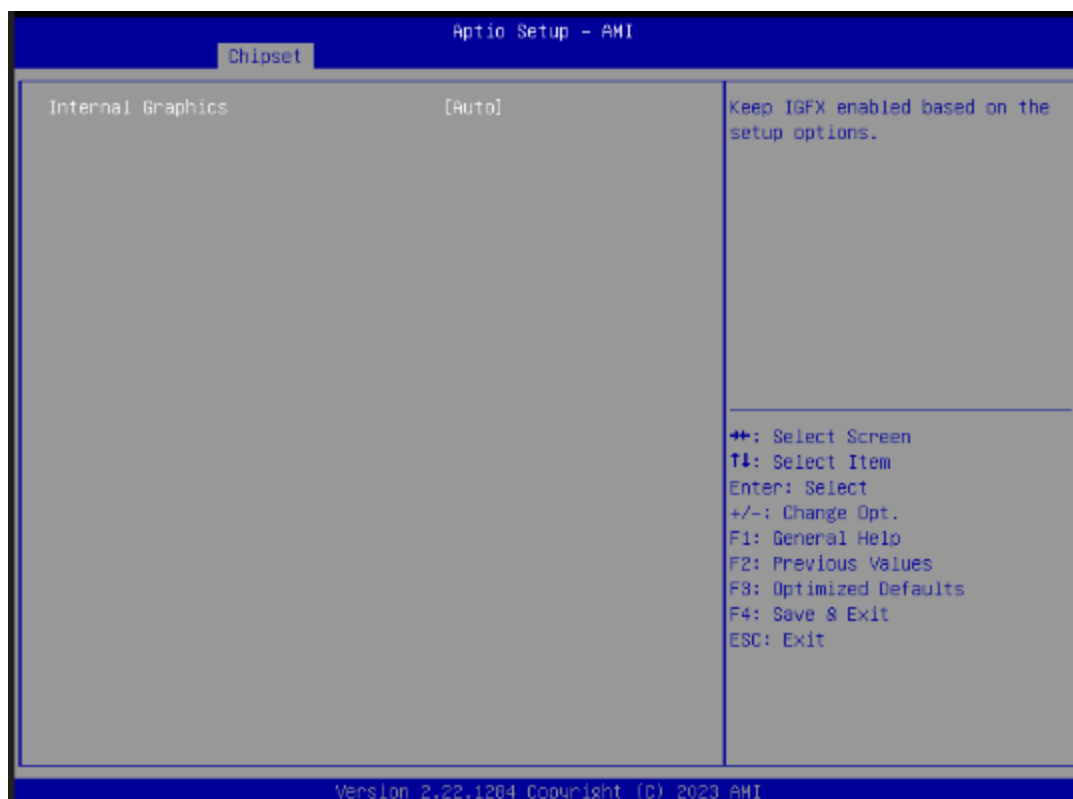 Aptio Setup - AMI
Chipset
Internal Graphics [Auto]
Keep IGFX enabled based on the
setup options.
→←: Select Screen
↑↓: Select Item
Enter: Select
+/-: Change Opt.
F1: General Help
F2: Previous Values
F3: Optimized Defaults
F4: Save & Exit
ESC: Exit
Version 2.22.1284 Copyright (C) 2023 AMI